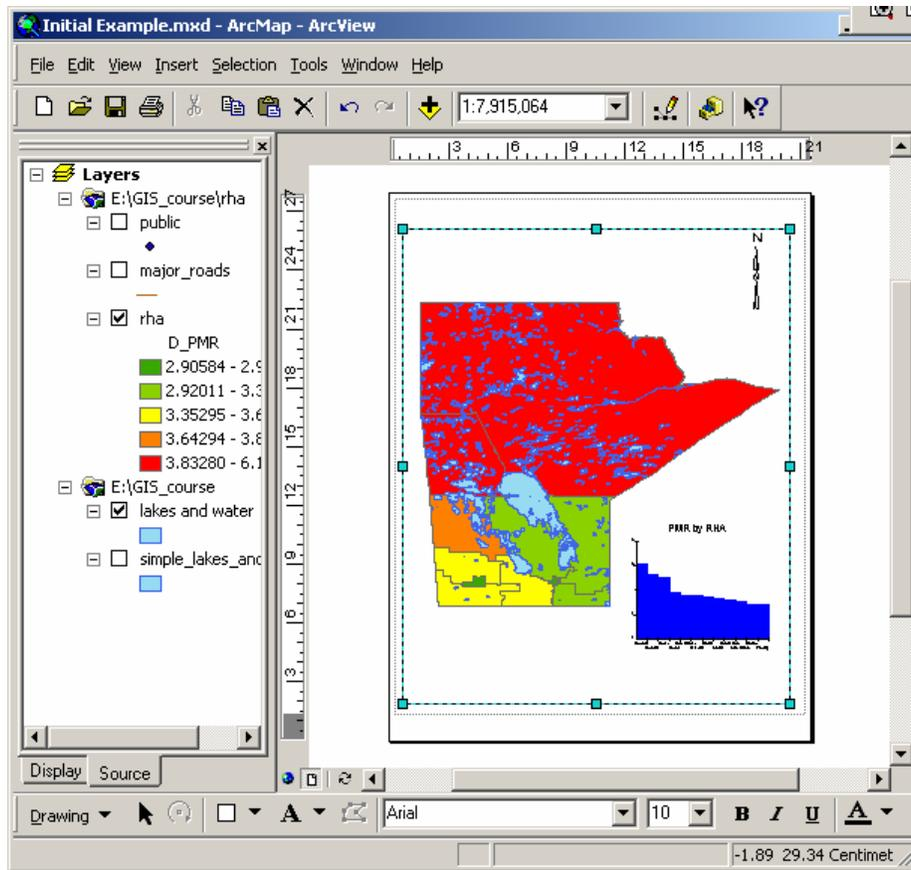 Initial Example.mxd - ArcMap - ArcView
File Edit View Insert Selection Tools Window Help
1:7,915,064
Layers
E:\GIS_course\rha
public
major_roads
rha
D_PMR
2.90584 - 2.9
2.92011 - 3.3
3.35295 - 3.6
3.64294 - 3.8
3.83280 - 6.1
E:\GIS_course
lakes and water
simple_lakes_and
Display Source
3 6 9 12 15 18 21
27
24
21
18
15
12
9
6
3
N
PMR by RHA
Drawing A Arial 10 B I U A
-1.89 29.34 Centimet